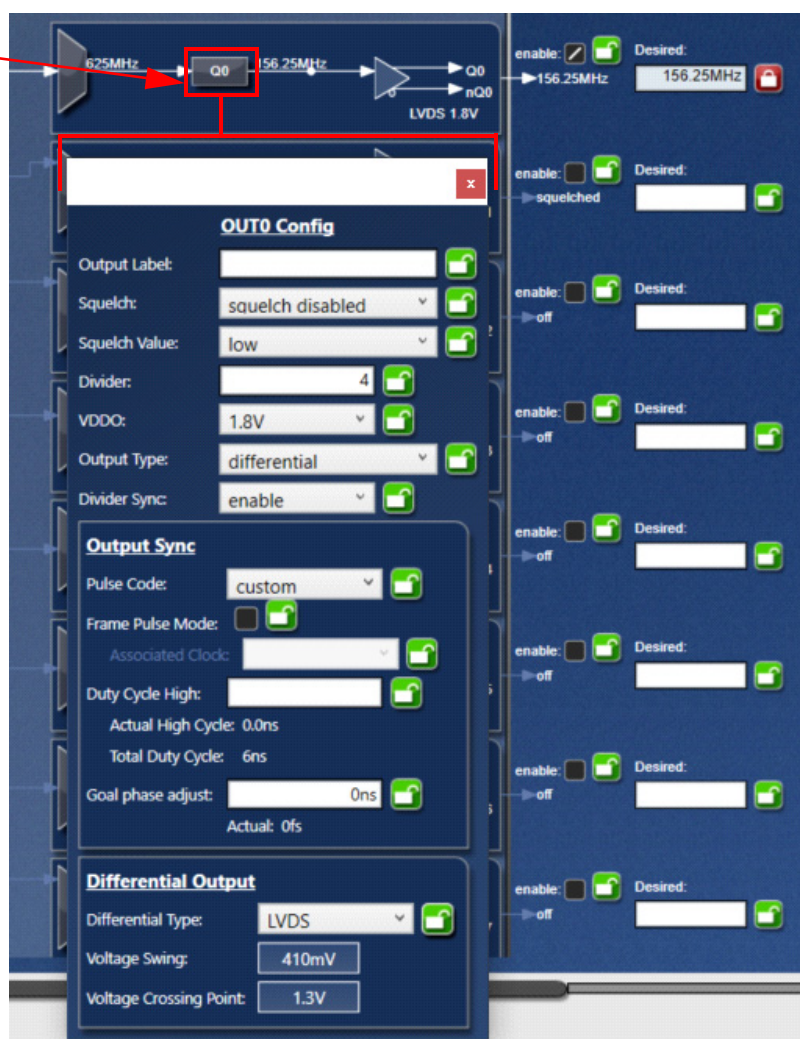 625MHz
Q0
156.25MHz
Q0
nQ0
LVDS 1.8V
enable:
Desired:
156.25MHz
156.25MHz
x
OUT0 Config
Output Label:
Squelch:
squelch disabled
Squelch Value:
low
Divider:
4
VDDO:
1.8V
Output Type:
differential
Divider Sync:
enable
Output Sync
Pulse Code:
custom
Frame Pulse Mode:
Associated Clock:
Duty Cycle High:
Actual High Cycle: 0.0ns
Total Duty Cycle: 6ns
Goal phase adjust:
0ns
Actual: 0fs
Differential Output
Differential Type:
LVDS
Voltage Swing:
410mV
Voltage Crossing Point:
1.3V
enable:
Desired:
squelched
enable:
Desired:
off
enable:
Desired:
off
enable:
Desired:
off
enable:
Desired:
off
enable:
Desired:
off
enable:
Desired:
off